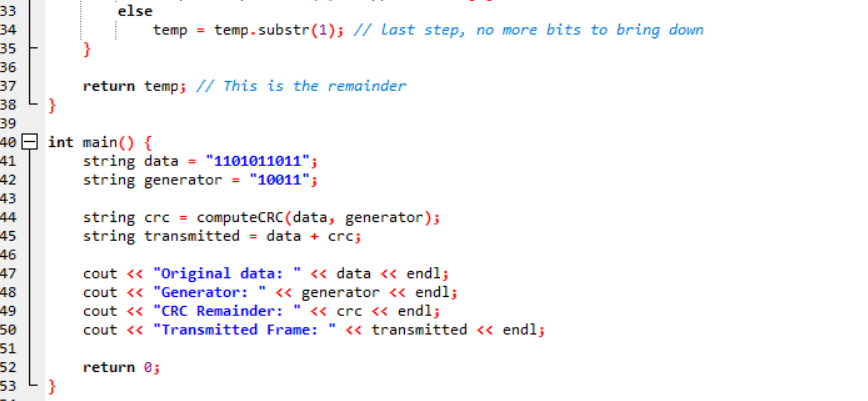 33 else
34 temp = temp.substr(1); // last step, no more bits to bring down
35 }
36
37 return temp; // This is the remainder
38 }
39
40 int main() {
41 string data = "1101011011";
42 string generator = "10011";
43
44 string crc = computeCRC(data, generator);
45 string transmitted = data + crc;
46
47 cout << "Original data: " << data << endl;
48 cout << "Generator: " << generator << endl;
49 cout << "CRC Remainder: " << crc << endl;
50 cout << "Transmitted Frame: " << transmitted << endl;
51
52 return 0;
53 }